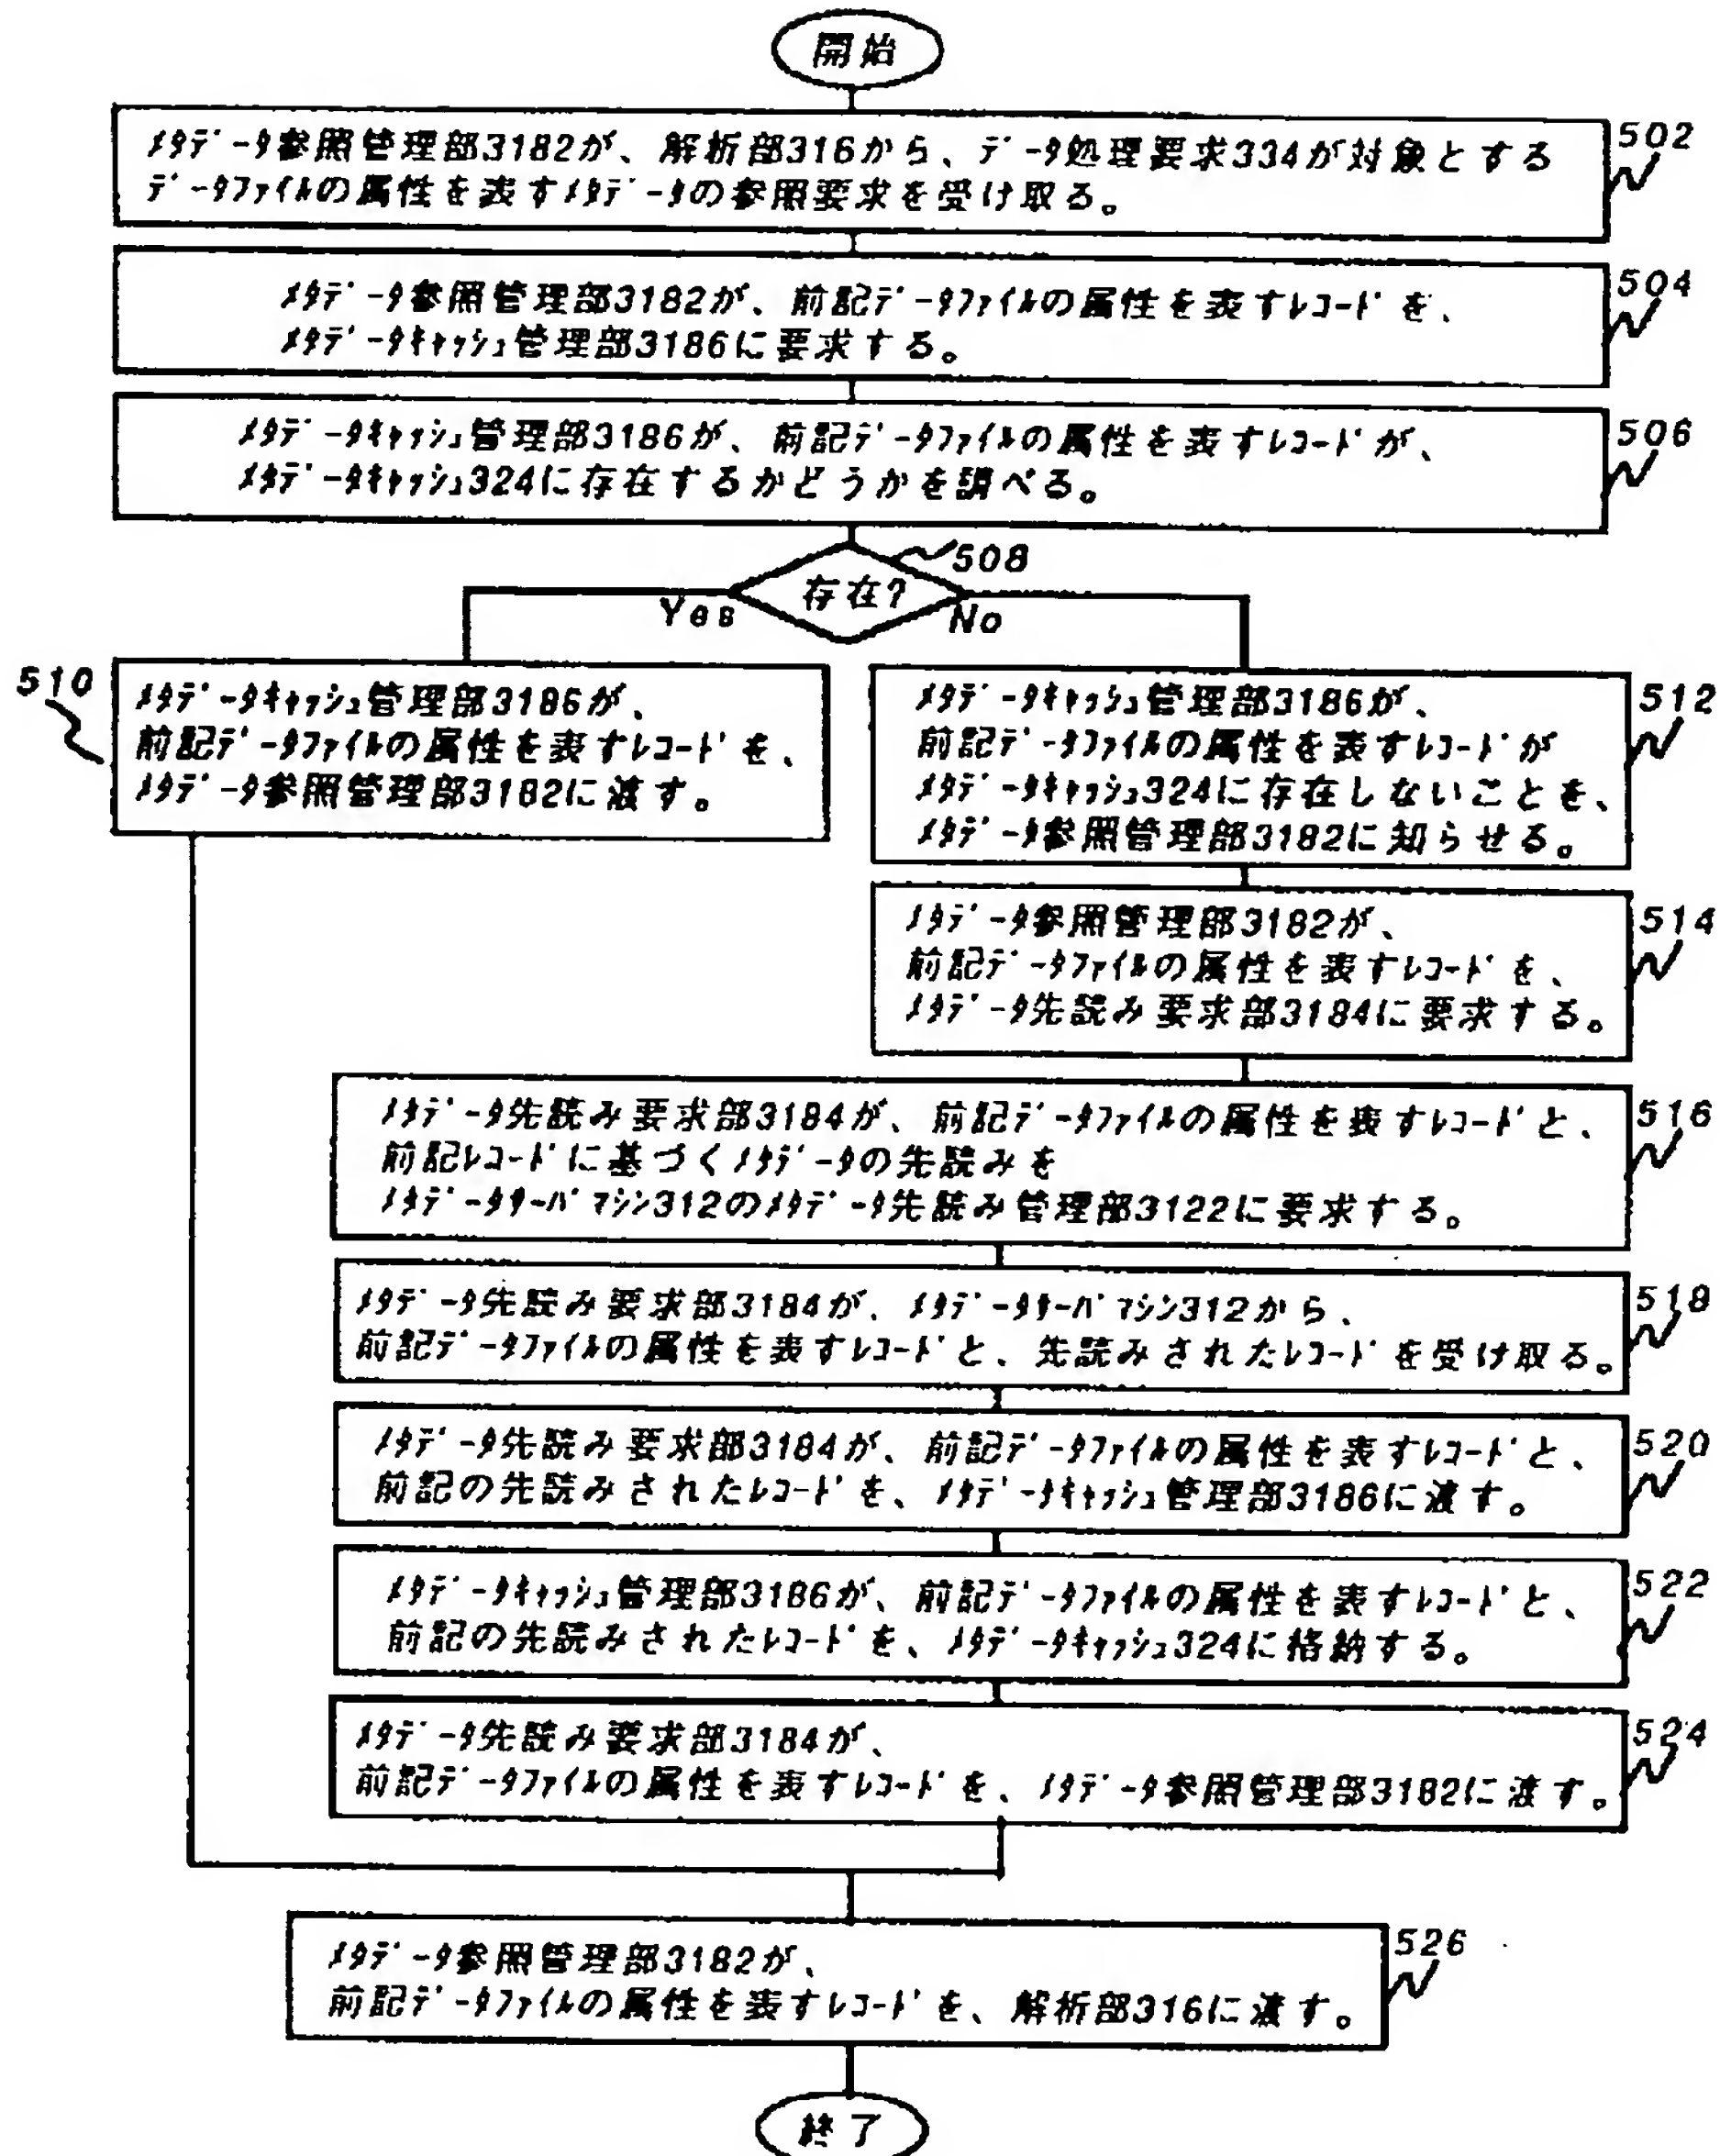 開始
メタデータ参照管理部3182が、解析部316から、データ処理要求334が対象とする
データファイルの属性を表すメタデータの参照要求を受け取る。
502
メタデータ参照管理部3182が、前記データファイルの属性を表すレコードを、
メタデータキャッシュ管理部3186に要求する。
504
メタデータキャッシュ管理部3186が、前記データファイルの属性を表すレコードが、
メタデータキャッシュ324に存在するかどうかを調べる。
506
508
存在?
Yes
No
510
メタデータキャッシュ管理部3186が、
前記データファイルの属性を表すレコードを、
メタデータ参照管理部3182に渡す。
メタデータキャッシュ管理部3186が、
前記データファイルの属性を表すレコードが
メタデータキャッシュ324に存在しないことを、
メタデータ参照管理部3182に知らせる。
512
メタデータ参照管理部3182が、
前記データファイルの属性を表すレコードを、
メタデータ先読み要求部3184に要求する。
514
メタデータ先読み要求部3184が、前記データファイルの属性を表すレコードと、
前記レコードに基づくメタデータの先読みを
メタデータサーバマシン312のメタデータ先読み管理部3122に要求する。
516
メタデータ先読み要求部3184が、メタデータサーバマシン312から、
前記データファイルの属性を表すレコードと、先読みされたレコードを受け取る。
518
メタデータ先読み要求部3184が、前記データファイルの属性を表すレコードと、
前記の先読みされたレコードを、メタデータキャッシュ管理部3186に渡す。
520
メタデータキャッシュ管理部3186が、前記データファイルの属性を表すレコードと、
前記の先読みされたレコードを、メタデータキャッシュ324に格納する。
522
メタデータ先読み要求部3184が、
前記データファイルの属性を表すレコードを、メタデータ参照管理部3182に渡す。
524
メタデータ参照管理部3182が、
前記データファイルの属性を表すレコードを、解析部316に渡す。
526
終了